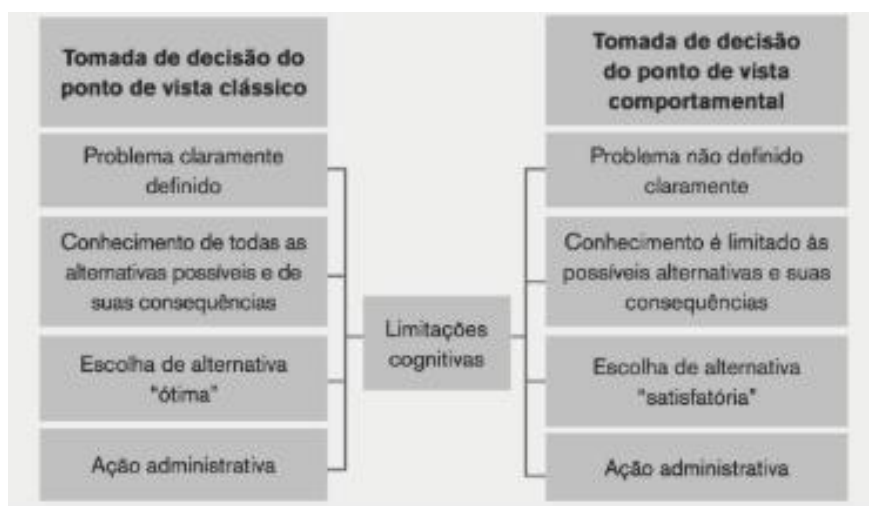 Tomada de decisão do
ponto de vista clássico
Problema claramente
definido
Conhecimento de todas as
alternativas possíveis e de
suas consequências
Escolha de alternativa
"ótima"
Ação administrativa
Limitações
cognitivas
Tomada de decisão
do ponto de vista
comportamental
Problema não definido
claramente
Conhecimento é limitado às
possíveis alternativas e suas
consequências
Escolha de alternativa
"satisfatória"
Ação administrativa